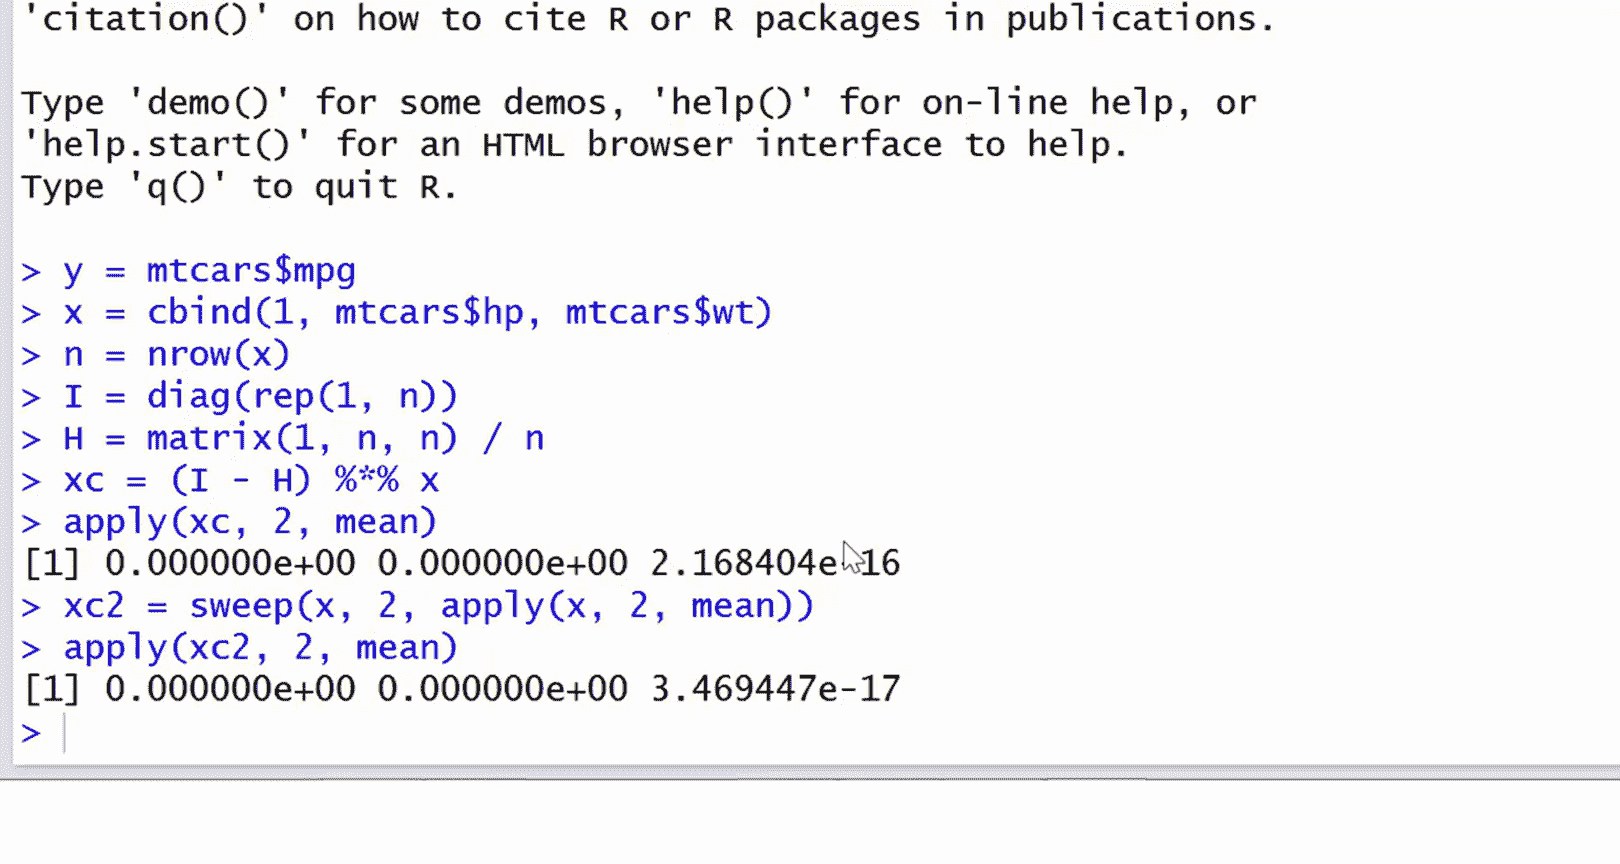 'citation()' on how to cite R or R packages in publications.
Type 'demo()' for some demos, 'help()' for on-line help, or
'help.start()' for an HTML browser interface to help.
Type 'q()' to quit R.
> y = mtcars$mpg
> x = cbind(1, mtcars$hp, mtcars$wt)
> n = nrow(x)
> I = diag(rep(1, n))
> H = matrix(1, n, n) / n
> xc = (I - H) %*% x
> apply(xc, 2, mean)
[1] 0.000000e+00 0.000000e+00 2.168404e-16
> xc2 = sweep(x, 2, apply(x, 2, mean))
> apply(xc2, 2, mean)
[1] 0.000000e+00 0.000000e+00 3.469447e-17
>